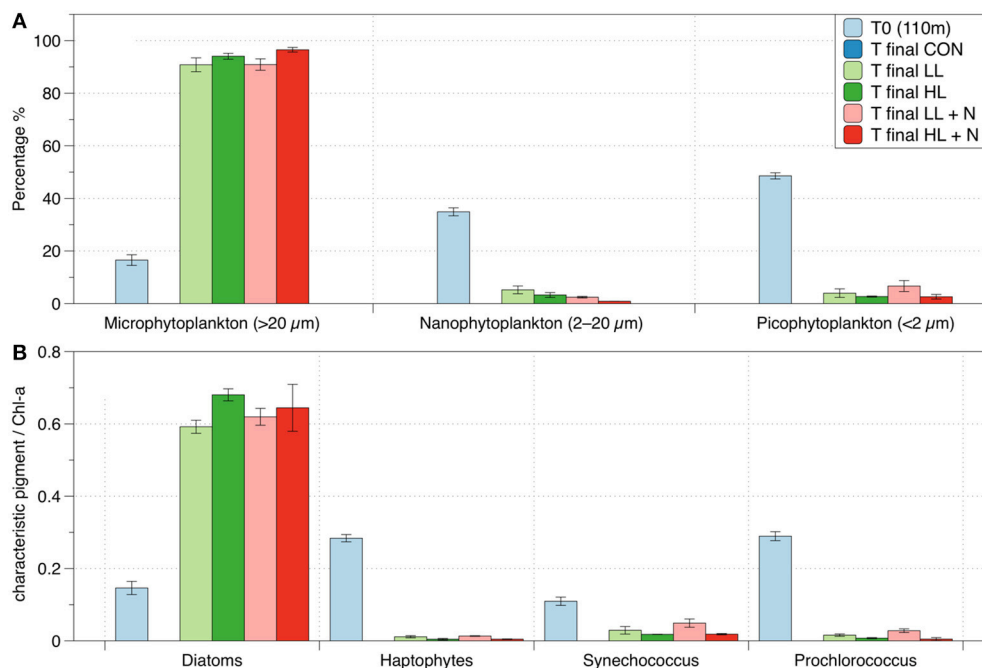 A
T0 (110m)
T final CON
T final LL
T final HL
T final LL + N
T final HL + N
Percentage %
100
80
60
40
20
0
Microphytoplankton (>20 µm)
Nanophytoplankton (2–20 µm)
Picophytoplankton (<2 µm)
B
characteristic pigment / Chl-a
0.8
0.6
0.4
0.2
0
Diatoms
Haptophytes
Synechococcus
Prochlorococcus